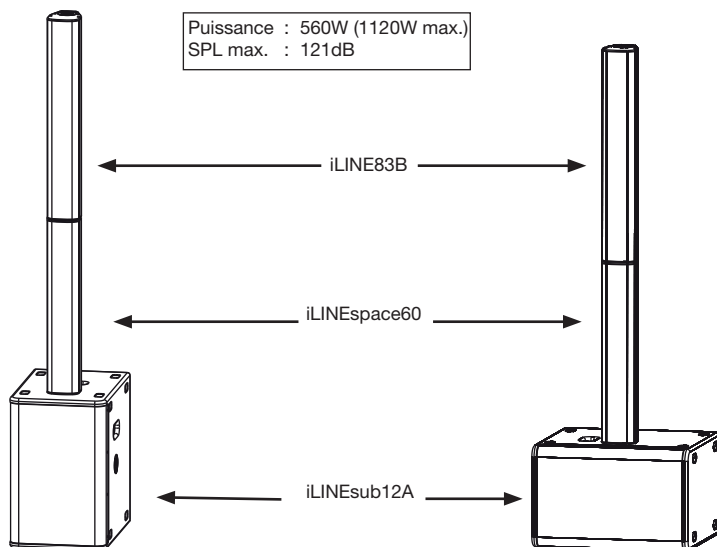 Puissance : 560W (1120W max.)
SPL max. : 121dB
iLINE83B
iLINEspace60
iLINEsub12A